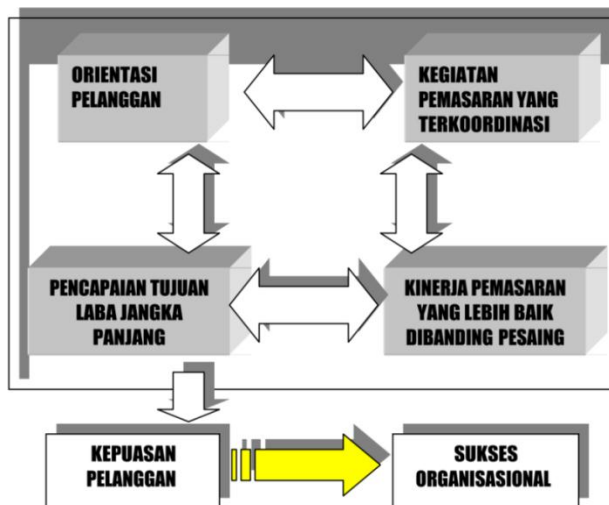 ORIENTASI
PELANGGAN
KEGIATAN
PEMASARAN YANG
TERKOORDINASI
PENCAPAIAN TUJUAN
LABA JANGKA
PANJANG
KINERJA PEMASARAN
YANG LEBIH BAIK
DIBANDING PESAING
KEPUASAN
PELANGGAN
SUKSES
ORGANISASIONAL